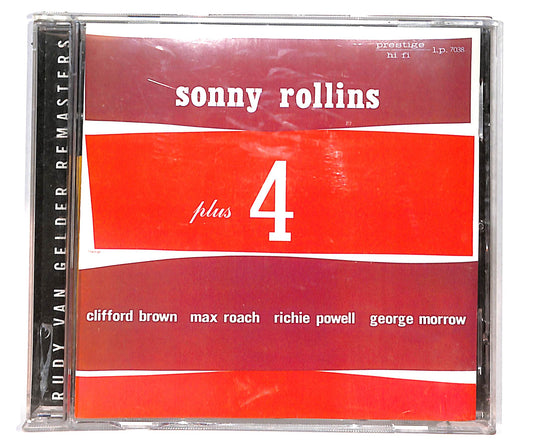 RUDY VAN GELDER REMASTERS
prestige
hi fi l.p. 7038
sonny rollins
plus 4
clifford brown max roach richie powell george morrow